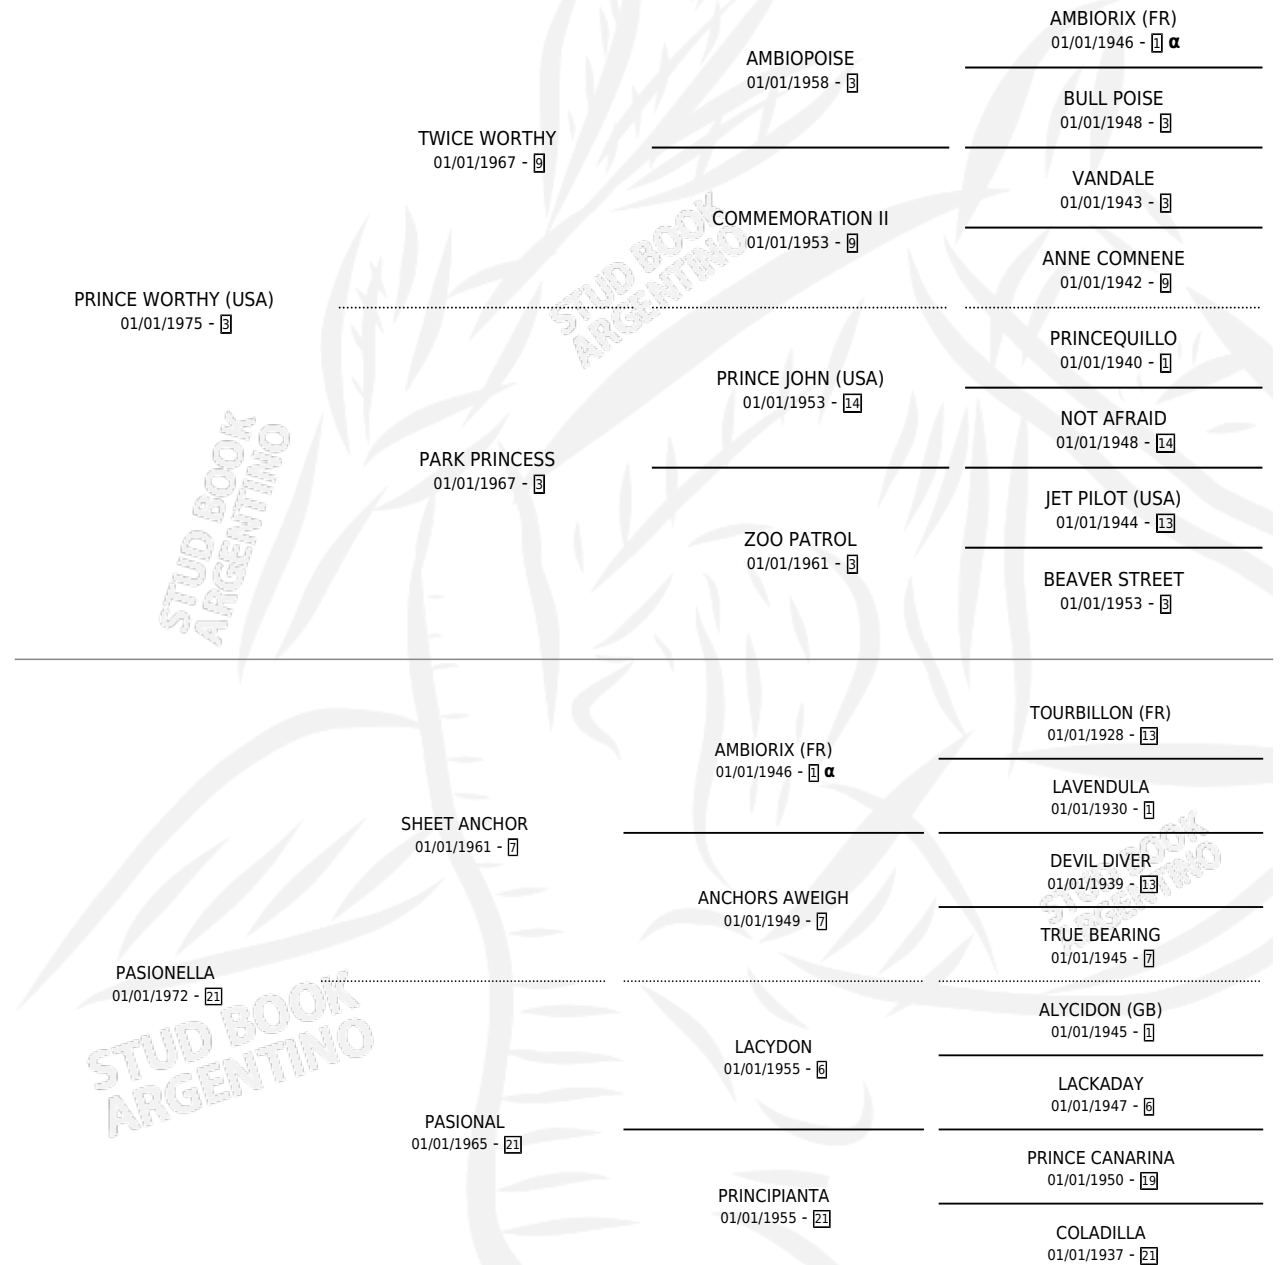 AMBIORIX (FR)
01/01/1946 - 1 α
AMBIOPOISE
01/01/1958 - 3
BULL POISE
01/01/1948 - 3
TWICE WORTHY
01/01/1967 - 9
VANDALE
01/01/1943 - 3
COMMEMORATION II
01/01/1953 - 9
ANNE COMNENE
01/01/1942 - 9
PRINCE WORTHY (USA)
01/01/1975 - 3
PRINCEQUILLO
01/01/1940 - 1
PRINCE JOHN (USA)
01/01/1953 - 14
NOT AFRAID
01/01/1948 - 14
PARK PRINCESS
01/01/1967 - 3
JET PILOT (USA)
01/01/1944 - 13
ZOO PATROL
01/01/1961 - 3
BEAVER STREET
01/01/1953 - 3
TOURBILLON (FR)
01/01/1928 - 13
AMBIORIX (FR)
01/01/1946 - 1 α
LAVENDULA
01/01/1930 - 1
SHEET ANCHOR
01/01/1961 - 7
DEVIL DIVER
01/01/1939 - 13
ANCHORS AWEIGH
01/01/1949 - 7
TRUE BEARING
01/01/1945 - 7
PASIONELLA
01/01/1972 - 21
ALYCIDON (GB)
01/01/1945 - 1
LACYDON
01/01/1955 - 6
LACKADAY
01/01/1947 - 6
PASIONAL
01/01/1965 - 21
PRINCE CANARINA
01/01/1950 - 19
PRINCIPIANTA
01/01/1955 - 21
COLADILLA
01/01/1937 - 21
STUD BOOK
ARGENTINO
STUD BOOK
ARGENTINO
STUD BOOK
ARGENTINO
STUD BOOK
ARGENTINO